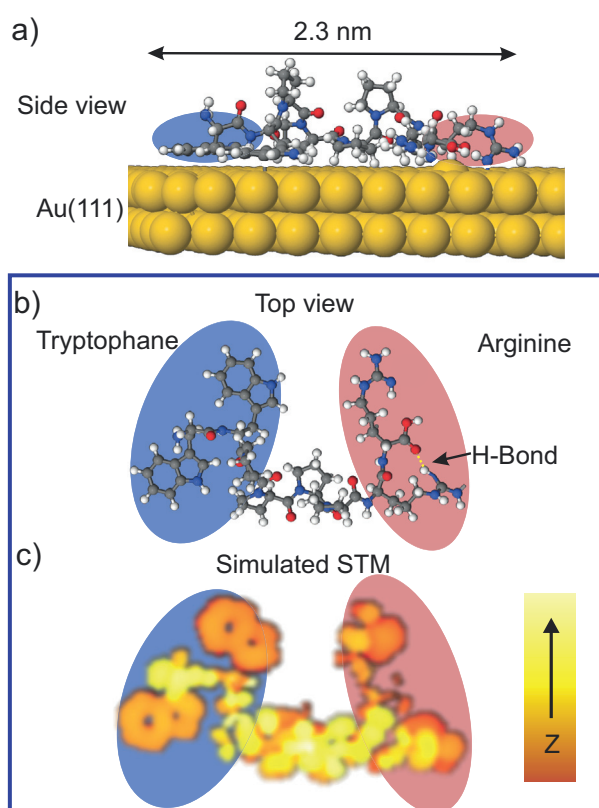 a)
2.3 nm
Side view
Au(111)
b)
Top view
Tryptophane
Arginine
H-Bond
c)
Simulated STM
Z